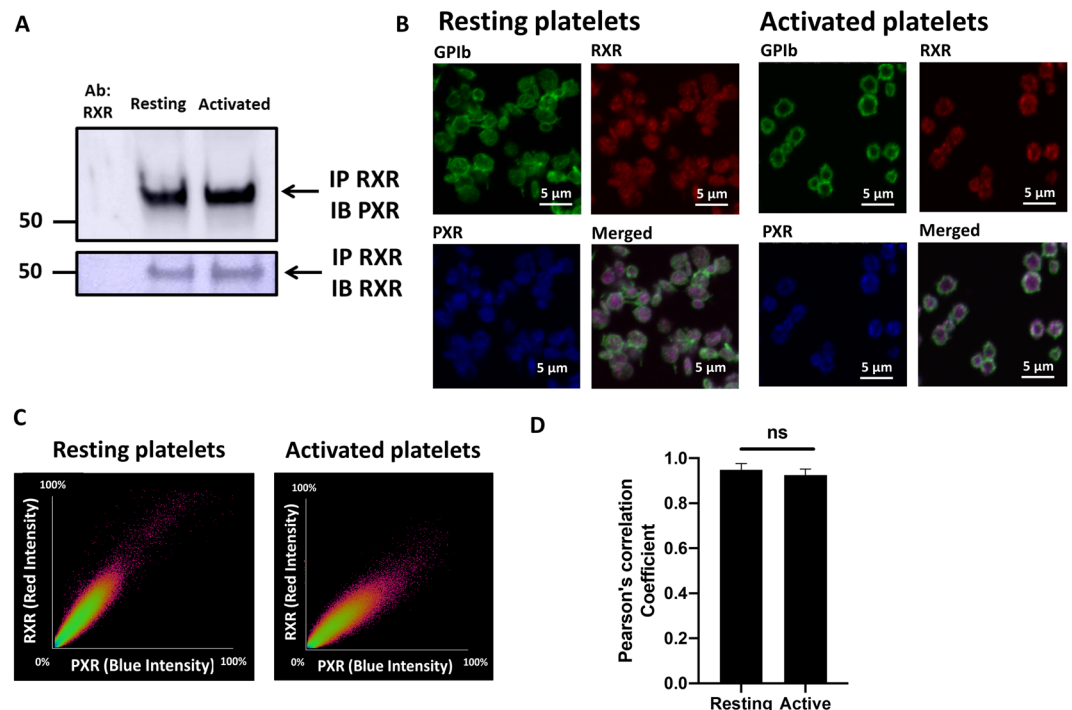 A
Ab:
RXR
Resting
Activated
50
IP RXR
IB PXR
50
IP RXR
IB RXR
B
Resting platelets
Activated platelets
GPIb
RXR
GPIb
RXR
5 µm
5 µm
5 µm
5 µm
PXR
Merged
PXR
Merged
5 µm
5 µm
5 µm
5 µm
C
Resting platelets
Activated platelets
100%
RXR (Red Intensity)
0%
PXR (Blue Intensity)
100%
100%
RXR (Red Intensity)
0%
PXR (Blue Intensity)
100%
D
ns
Pearson's correlation
Coefficient
1.0
0.8
0.6
0.4
0.2
0.0
Resting
Active